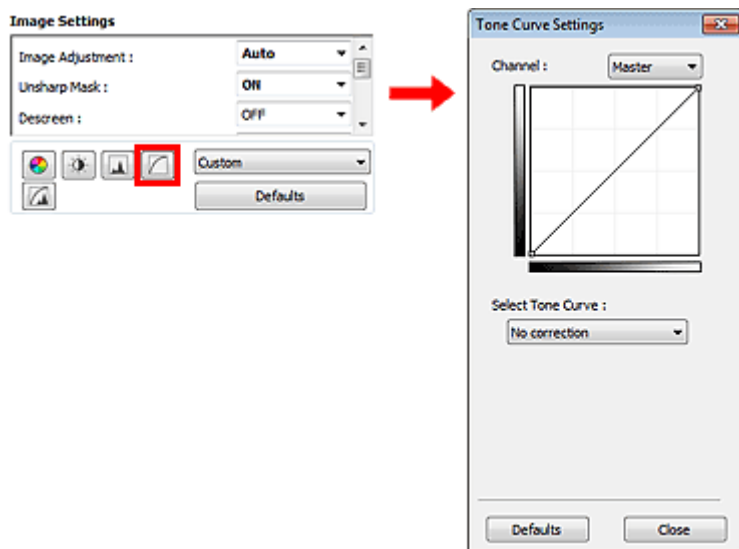 Image Settings
Image Adjustment :
Auto
Unsharp Mask :
ON
Descreen :
OFF
Custom
Defaults
Tone Curve Settings
Channel :
Master
Select Tone Curve :
No correction
Defaults
Close